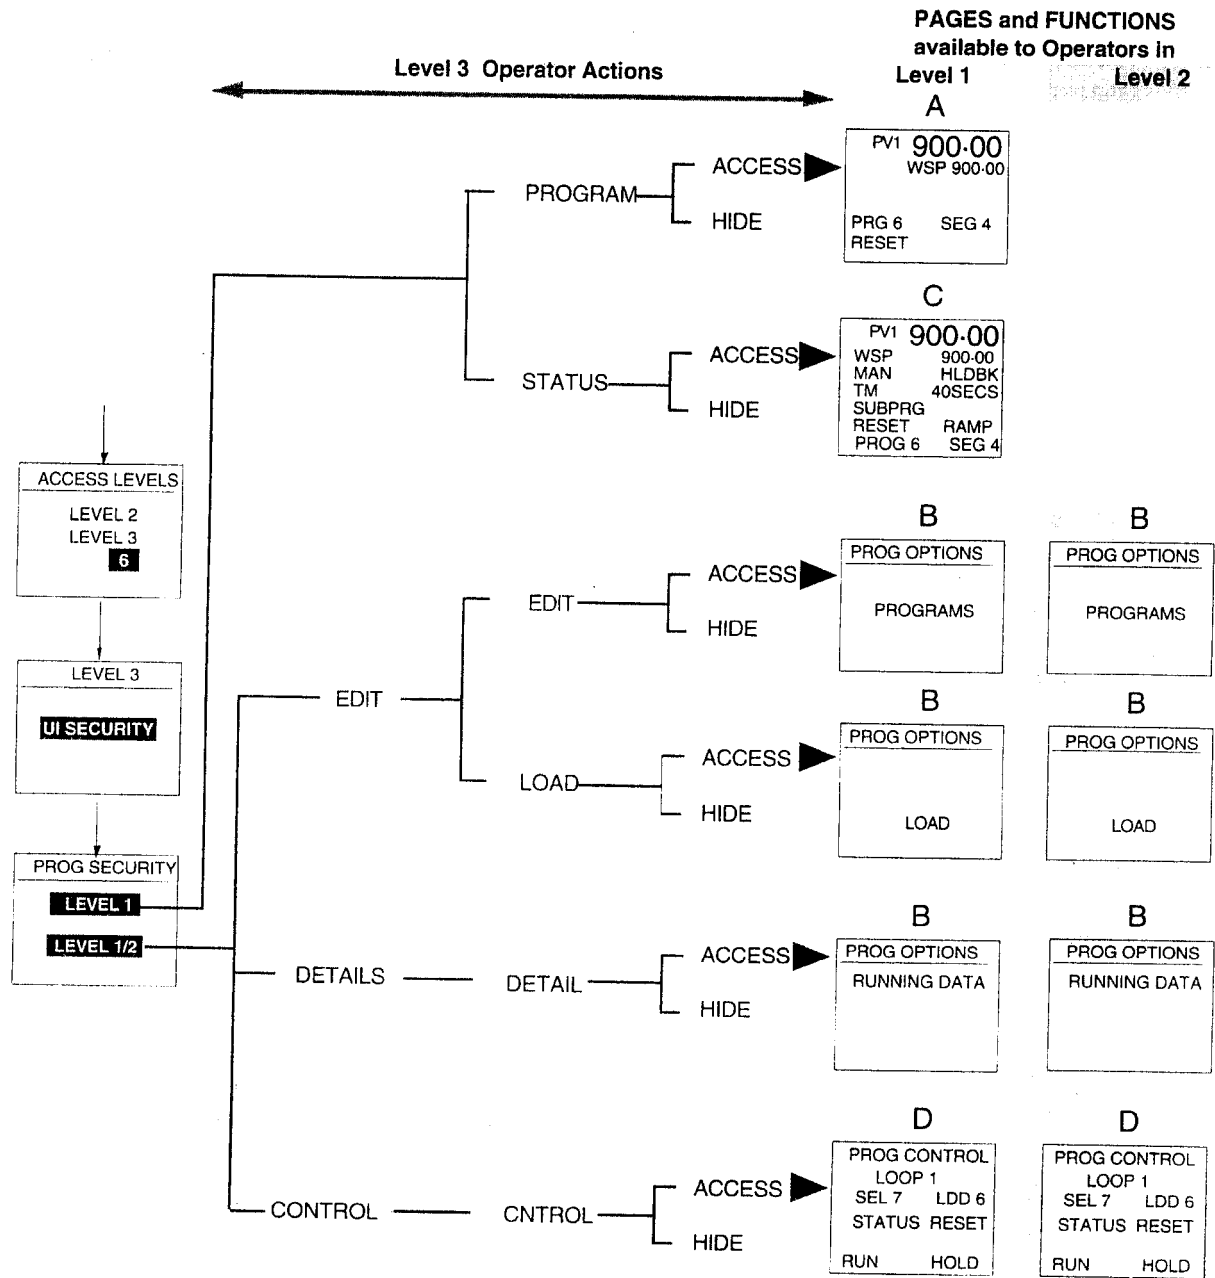 PAGES and FUNCTIONS
available to Operators in
Level 3 Operator Actions
Level 1
Level 2
A
PV1 900·00
WSP 900·00
PRG 6 SEG 4
RESET
PROGRAM
ACCESS
HIDE
C
PV1 900·00
WSP 900·00
MAN HLDBK
TM 40SECS
SUBPRG
RESET RAMP
PROG 6 SEG 4
STATUS
ACCESS
HIDE
ACCESS LEVELS
LEVEL 2
LEVEL 3
6
LEVEL 3
UI SECURITY
PROG SECURITY
LEVEL 1
LEVEL 1/2
EDIT
EDIT
ACCESS
HIDE
B
PROG OPTIONS
PROGRAMS
B
PROG OPTIONS
PROGRAMS
LOAD
ACCESS
HIDE
B
PROG OPTIONS
LOAD
B
PROG OPTIONS
LOAD
DETAILS
DETAIL
ACCESS
HIDE
B
PROG OPTIONS
RUNNING DATA
B
PROG OPTIONS
RUNNING DATA
CONTROL
CNTROL
ACCESS
HIDE
D
PROG CONTROL
LOOP 1
SEL 7 LDD 6
STATUS RESET
RUN HOLD
D
PROG CONTROL
LOOP 1
SEL 7 LDD 6
STATUS RESET
RUN HOLD